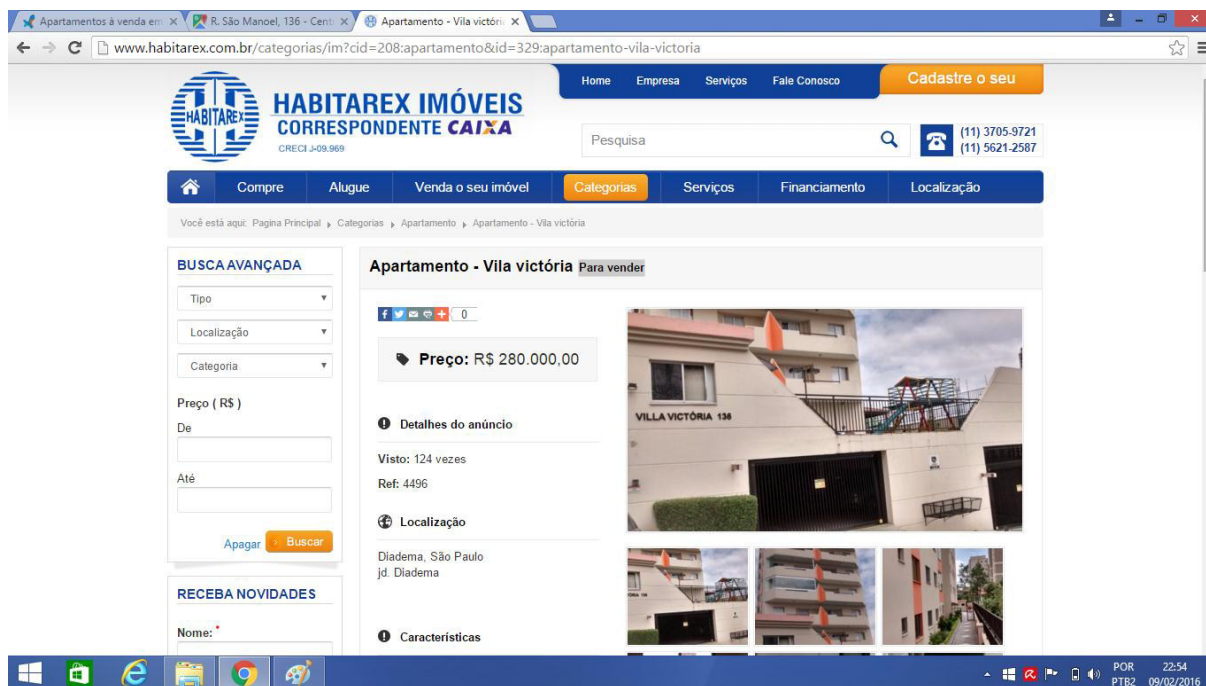 Apartamentos à venda em
R. São Manoel, 136 - Cent
Apartamento - Vila victóri
www.habitarex.com.br/categorias/im?cid=208:apartamento&id=329:apartamento-vila-victoria
Home Empresa Serviços Fale Conosco Cadastre o seu
HABITAREX
HABITAREX IMÓVEIS
CORRESPONDENTE CAIXA
CRECI J-09.969
Pesquisa
(11) 3705-9721
(11) 5621-2587
Compre Alugue Venda o seu imóvel Categorias Serviços Financiamento Localização
Você está aqui: Pagina Principal Categorias Apartamento Apartamento - Vila victória
BUSCA AVANÇADA
Tipo
Localização
Categoria
Preço ( R$ )
De
Até
Apagar Buscar
RECEBA NOVIDADES
Nome: *
Apartamento - Vila victória Para vender
0
Preço: R$ 280.000,00
Detalhes do anúncio
Visto: 124 vezes
Ref: 4496
Localização
Diadema, São Paulo
jd. Diadema
Características
VILLA VICTÓRIA 136
POR 22:54
PTB2 09/02/2016